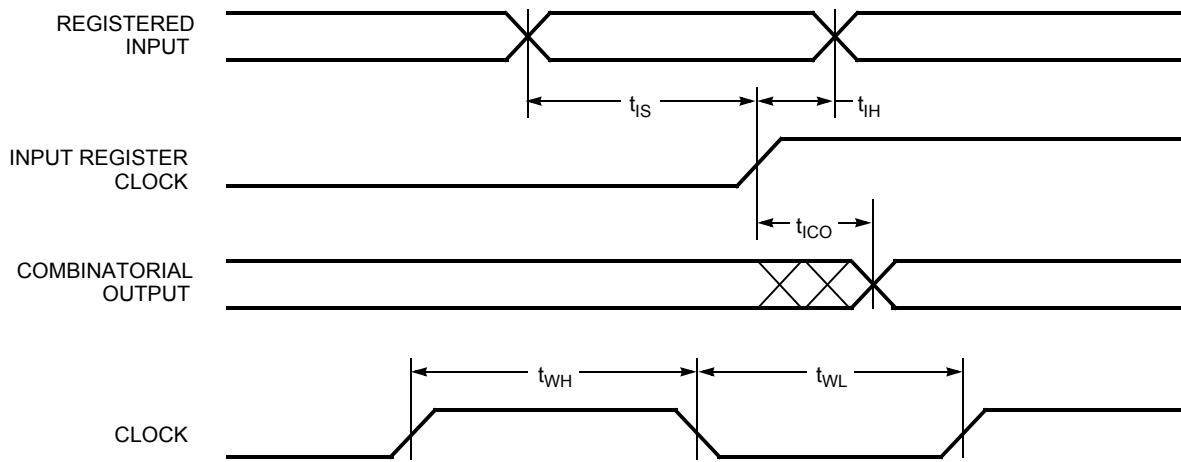 REGISTERED
INPUT
tIS
tIH
INPUT REGISTER
CLOCK
tICO
COMBINATORIAL
OUTPUT
tWH
tWL
CLOCK